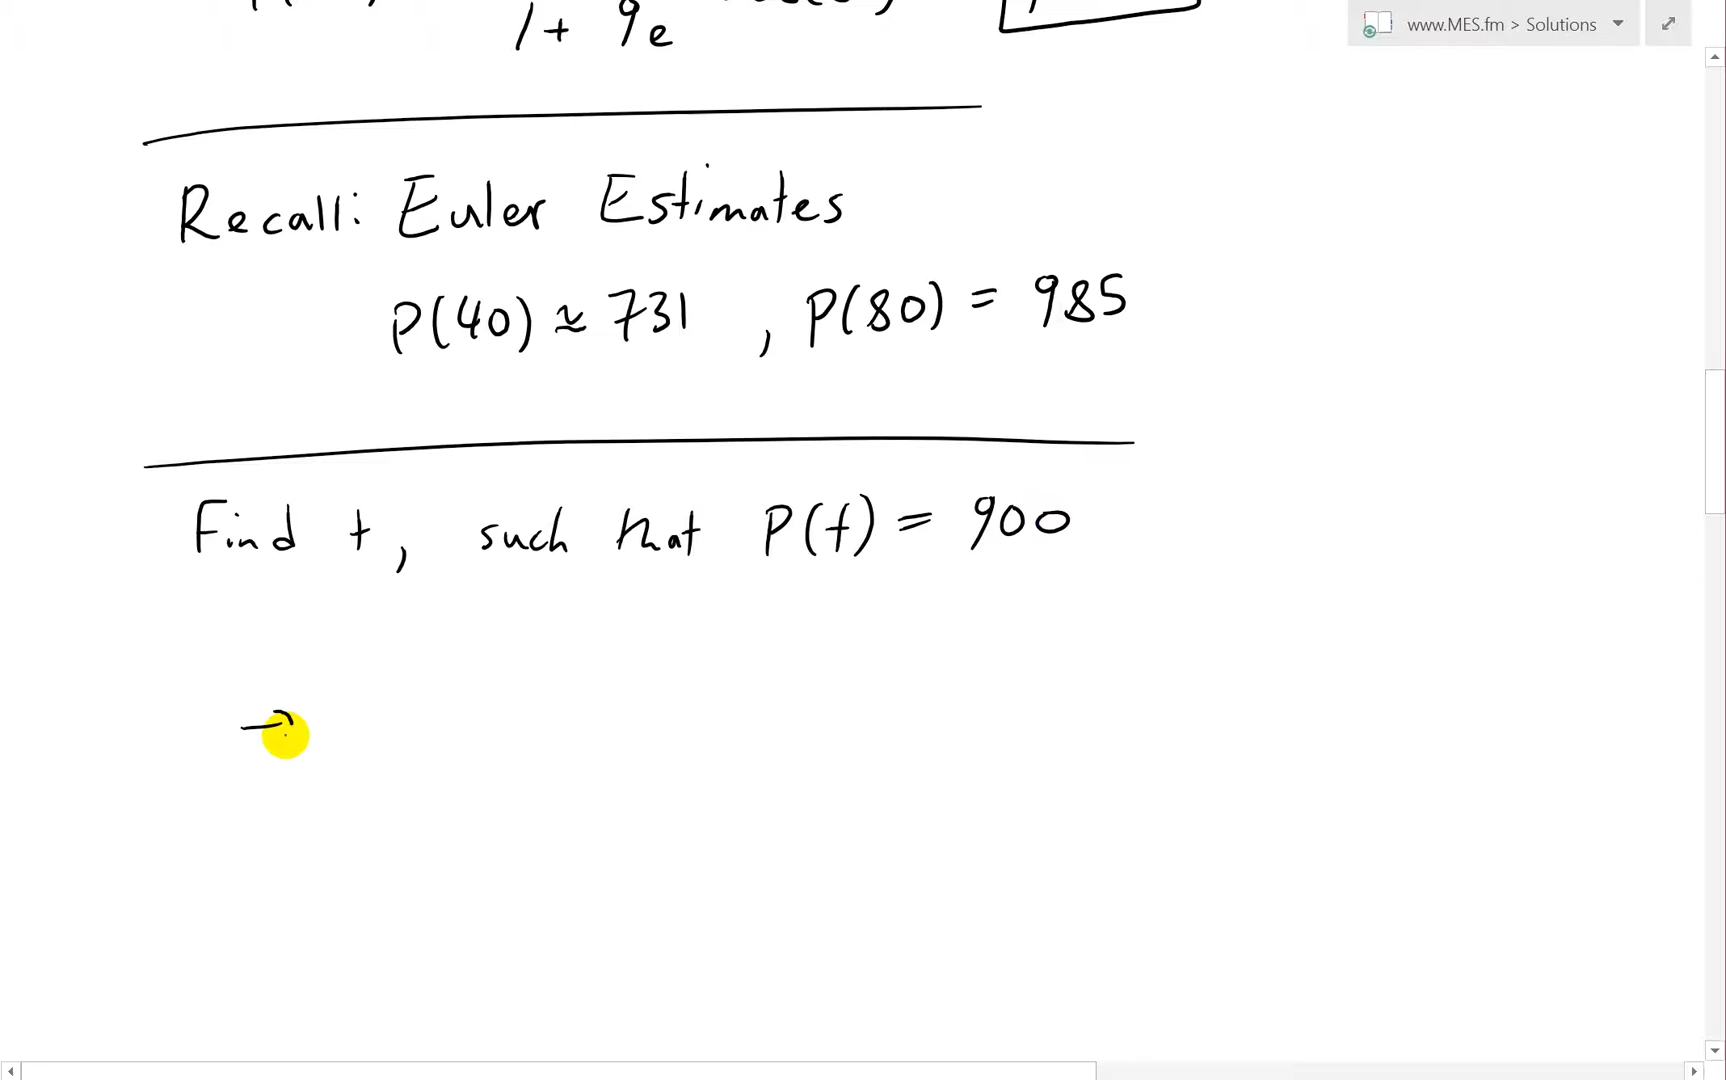 1 + 9e
www.MES.fm > Solutions
Recall: Euler Estimates
P(40) ≈ 731 , P(80) = 985
Find t, such that P(t) = 900
→